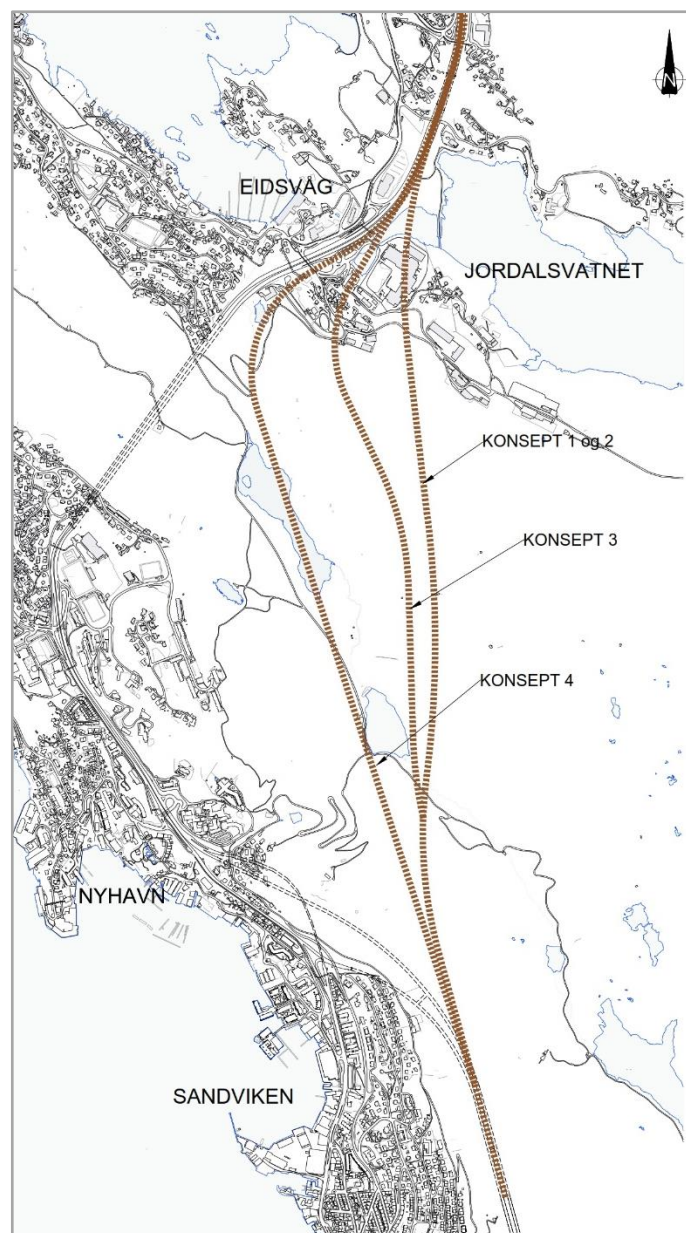 N
EIDSVÅG
JORDALSVATNET
KONSEPT 1 og 2
KONSEPT 3
KONSEPT 4
NYHAVN
SANDVIKEN